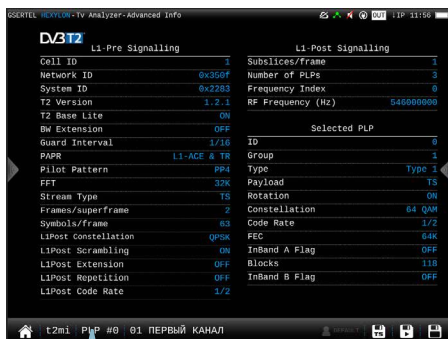 GSERTEL HEXYLON-Tv Analyzer-Advanced Info
OUT LIP 11:56
DVB T2
L1-Pre Signalling
Cell ID 1
Network ID 0x350f
System ID 0x2283
T2 Version 1.2.1
T2 Base Lite ON
BW Extension OFF
Guard Interval 1/16
PAPR L1-ACE & TR
Pilot Pattern PP4
FFT 32K
Stream Type TS
Frames/superframe 2
Symbols/frame 63
L1Post Constellation QPSK
L1Post Scrambling ON
L1Post Extension OFF
L1Post Repetition OFF
L1Post Code Rate 1/2
L1-Post Signalling
Subslices/frame 1
Number of PLPs 3
Frequency Index 0
RF Frequency (Hz) 546000000
Selected PLP
ID 0
Group 1
Type Type 1
Payload TS
Rotation ON
Constellation 64 QAM
Code Rate 1/2
FEC 64K
InBand A Flag OFF
Blocks 118
InBand B Flag OFF
t2mi PLP #0 01 ПЕРВЫЙ КАНАЛ
DEFAULT
TS